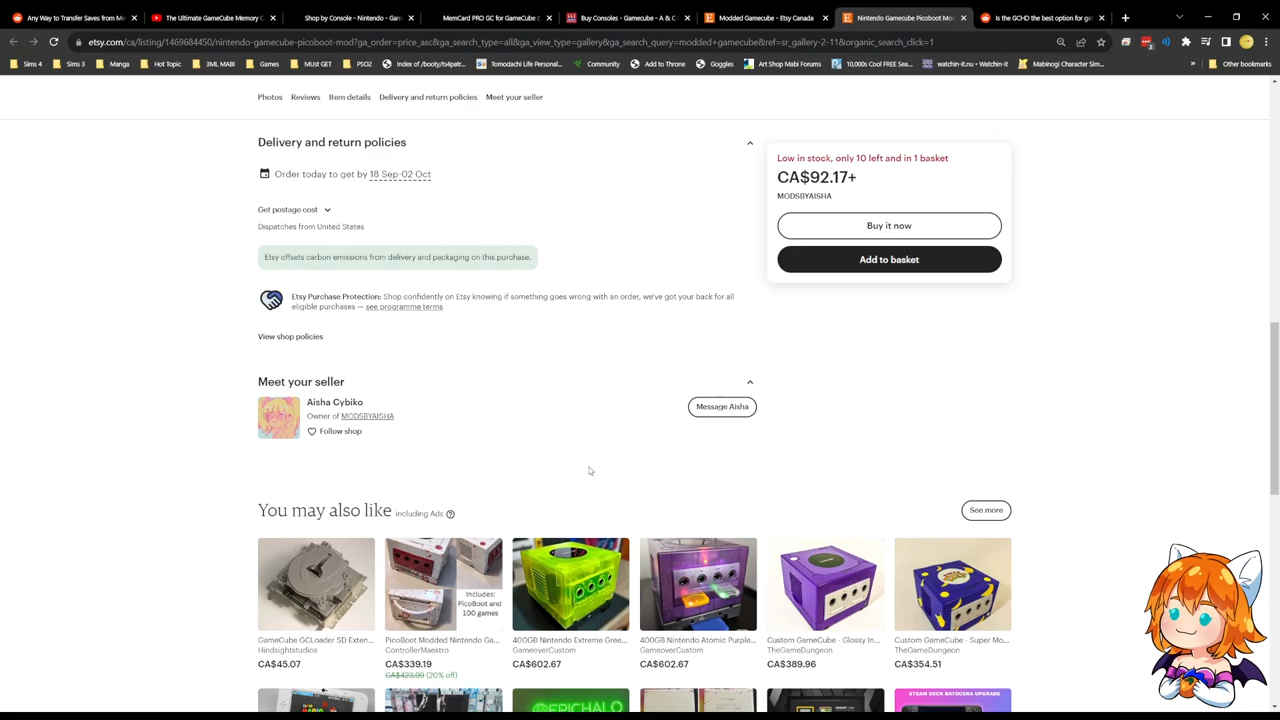 Any Way to Transfer Saves from Me
The Ultimate GameCube Memory C
Shop by Console - Nintendo - Gam
MemCard PRO GC for GameCube (
Buy Consoles - Gamecube - A & C
Modded Gamecube - Etsy Canada
Nintendo Gamecube Picoboot Mod
Is the GCHD the best option for ge
etsy.com/ca/listing/1469684450/nintendo-gamecube-picoboot-mod?ga_order=price_asc&ga_search_type=all&ga_view_type=gallery&ga_search_query=modded+gamecube&ref=sr_gallery-2-11&organic_search_click=1
Sims 4 Sims 3 Manga Hot Topic 3ML MABI Games MUst GET PSO2 Index of /booty/ts4patr... Tomodachi Life Personal... Community Add to Throne Goggles Art Shop Mabi Forums 10,000s Cool FREE Sea... watchin-it.nu • Watchin-it Mabinogi Character Sim... » Other bookmarks
Photos Reviews Item details Delivery and return policies Meet your seller
Delivery and return policies
Order today to get by 18 Sep-02 Oct
Get postage cost
Dispatches from United States
Etsy offsets carbon emissions from delivery and packaging on this purchase.
Etsy Purchase Protection: Shop confidently on Etsy knowing if something goes wrong with an order, we've got your back for all
eligible purchases — see programme terms
View shop policies
Low in stock, only 10 left and in 1 basket
CA$92.17+
MODSBYAISHA
Buy it now
Add to basket
Meet your seller
Aisha Cybiko
Owner of MODSBYAISHA
Follow shop
Message Aisha
You may also like including Ads
See more
Includes:
PicoBoot and
100 games
GameCube GCLoader SD Exten...
Hindsightstudios
CA$45.07
PicoBoot Modded Nintendo Ga...
ControllerMaestro
CA$339.19
CA$423.99 (20% off)
400GB Nintendo Extreme Gree...
GameoverCustom
CA$602.67
400GB Nintendo Atomic Purple...
GameoverCustom
CA$602.67
Custom GameCube - Glossy In...
TheGameDungeon
CA$389.96
Custom GameCube - Super Mo...
TheGameDungeon
CA$354.51
EPICHALO
STEAM DECK BATOCERA UPGRADE